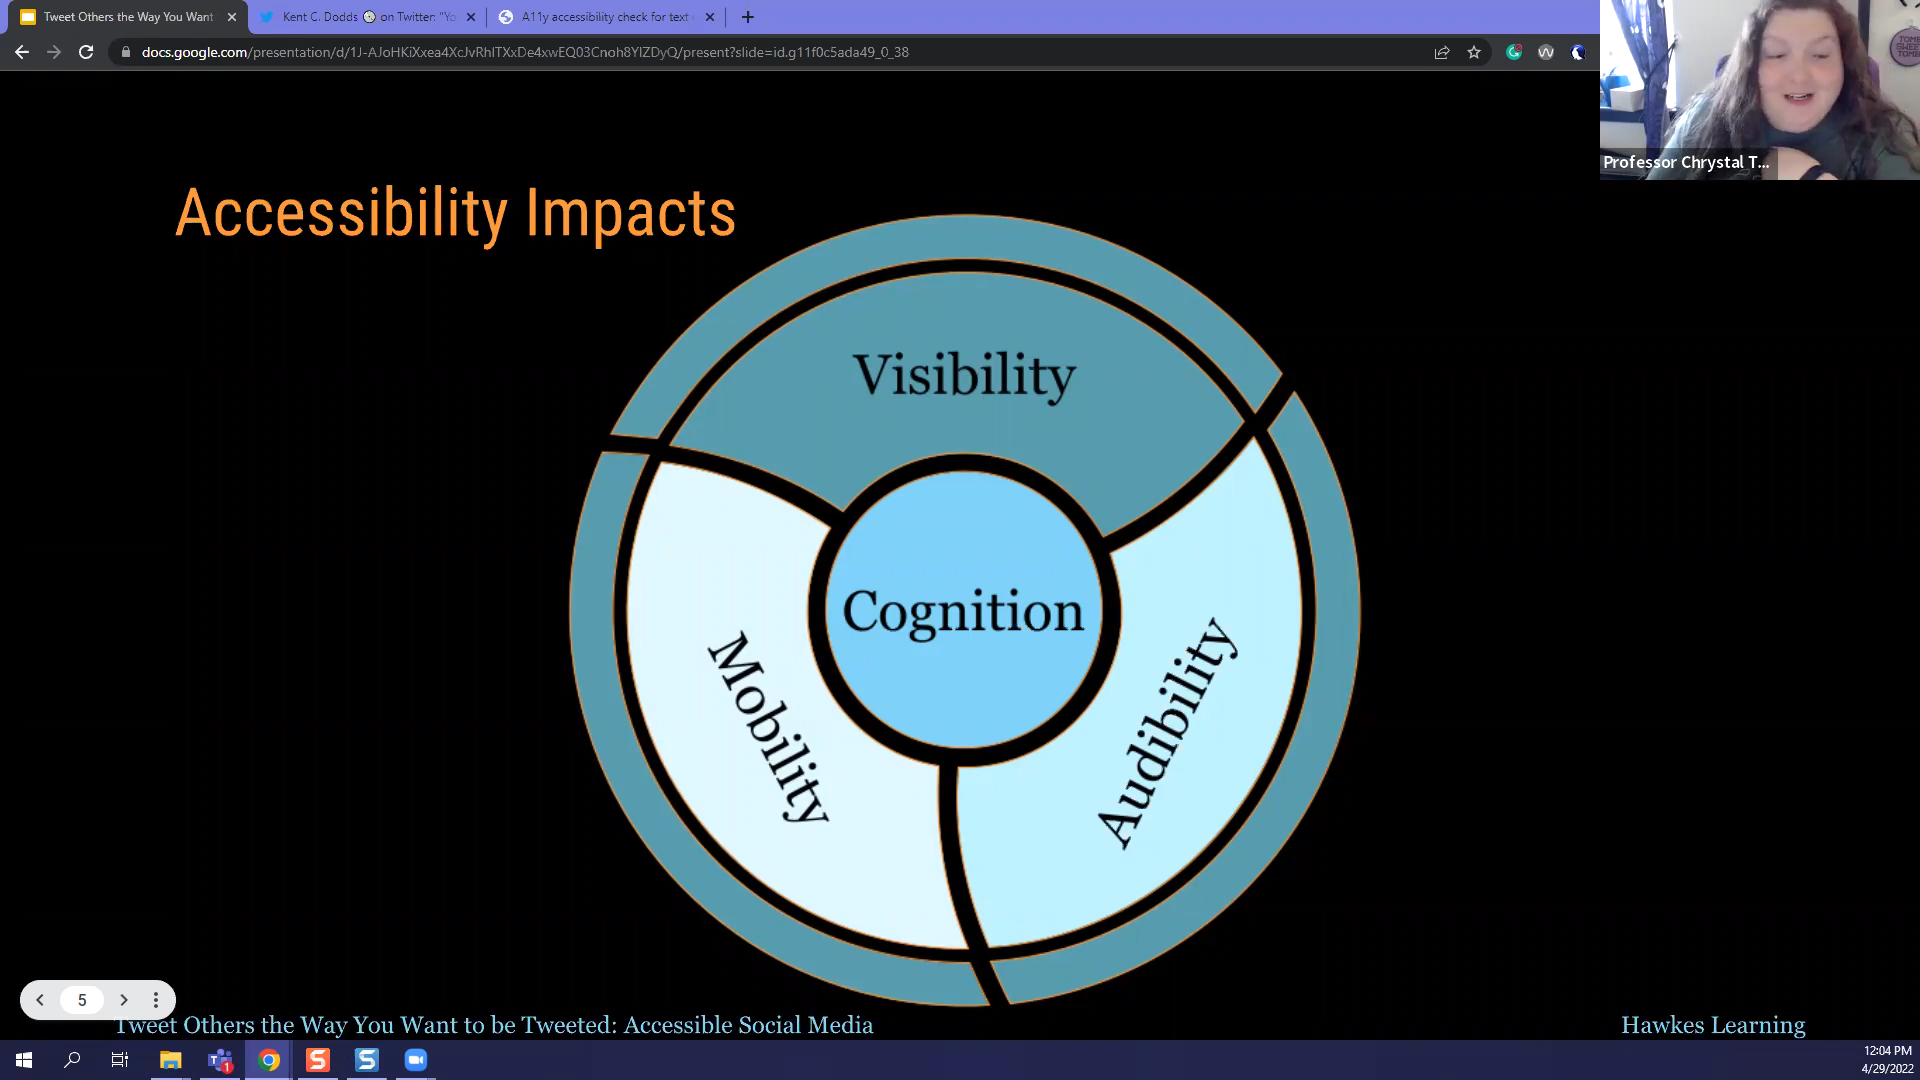 Tweet Others the Way You Want
Kent C. Dodds on Twitter: "Yo
A11y accessibility check for text
docs.google.com/presentation/d/1J-AJoHKiXxea4XcJvRhlTXxDe4xwEQ03Cnoh8YlZDyQ/present?slide=id.g11f0c5ada49_0_38
Professor Chrystal T...
Accessibility Impacts
Visibility
Cognition
Mobility
Audibility
5
Tweet Others the Way You Want to be Tweeted: Accessible Social Media
Hawkes Learning
1
12:04 PM
4/29/2022